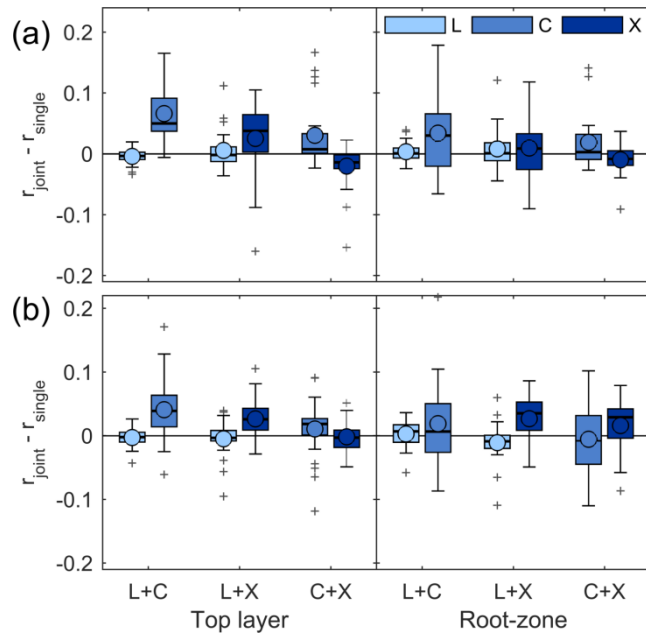 (a)
L C X
0.2
0.1
0
-0.1
-0.2
r_joint - r_single
(b)
0.2
0.1
0
-0.1
-0.2
r_joint - r_single
L+C L+X C+X L+C L+X C+X
Top layer Root-zone